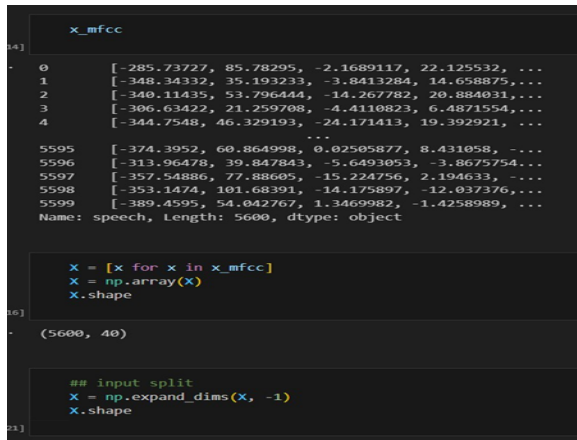 x_mfcc
14]
0 [-285.73727, 85.78295, -2.1689117, 22.125532, ...
1 [-348.34332, 35.193233, -3.8413284, 14.658875,...
2 [-340.11435, 53.796444, -14.267782, 20.884031,...
3 [-306.63422, 21.259708, -4.4110823, 6.4871554,...
4 [-344.7548, 46.329193, -24.171413, 19.392921, ...
...
5595 [-374.3952, 60.864998, 0.02505877, 8.431058, -...
5596 [-313.96478, 39.847843, -5.6493053, -3.8675754...
5597 [-357.54886, 77.88605, -15.224756, 2.194633, -...
5598 [-353.1474, 101.68391, -14.175897, -12.037376,...
5599 [-389.4595, 54.042767, 1.3469982, -1.4258989, ...
Name: speech, Length: 5600, dtype: object
X = [x for x in x_mfcc]
X = np.array(X)
X.shape
16]
(5600, 40)
## input split
X = np.expand_dims(X, -1)
X.shape
21]